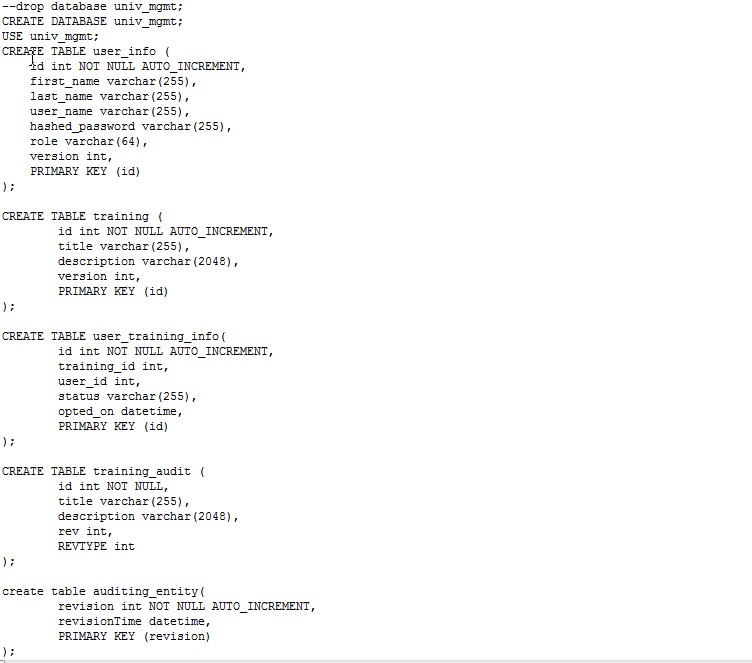 --drop database univ_mgmt;
CREATE DATABASE univ_mgmt;
USE univ_mgmt;
CREATE TABLE user_info (
    id int NOT NULL AUTO_INCREMENT,
    first_name varchar(255),
    last_name varchar(255),
    user_name varchar(255),
    hashed_password varchar(255),
    role varchar(64),
    version int,
    PRIMARY KEY (id)
);

CREATE TABLE training (
        id int NOT NULL AUTO_INCREMENT,
        title varchar(255),
        description varchar(2048),
        version int,
        PRIMARY KEY (id)
);

CREATE TABLE user_training_info(
        id int NOT NULL AUTO_INCREMENT,
        training_id int,
        user_id int,
        status varchar(255),
        opted_on datetime,
        PRIMARY KEY (id)
);

CREATE TABLE training_audit (
        id int NOT NULL,
        title varchar(255),
        description varchar(2048),
        rev int,
        REVTYPE int
);

create table auditing_entity(
        revision int NOT NULL AUTO_INCREMENT,
        revisionTime datetime,
        PRIMARY KEY (revision)
);